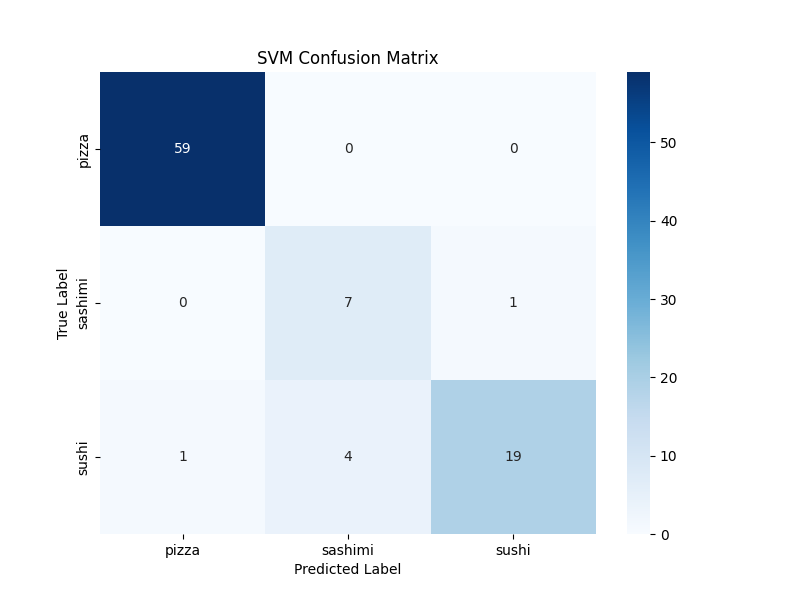 SVM Confusion Matrix
pizza
59 0 0
50
40
True Label
sashimi
0 7 1
30
20
sushi
1 4 19
10
0
pizza sashimi sushi
Predicted Label